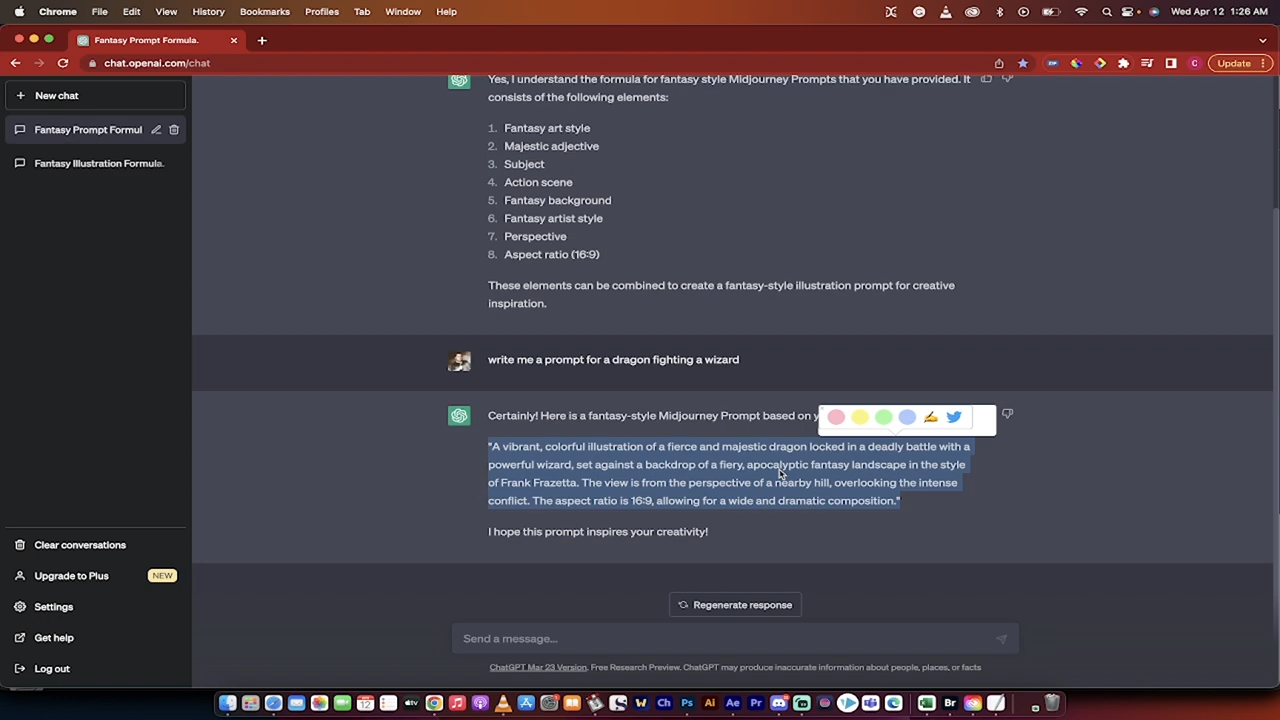 Chrome File Edit View History Bookmarks Profiles Tab Window Help Wed Apr 12 1:26 AM
Fantasy Prompt Formula.
chat.openai.com/chat
ZIP
C
Update
New chat
Fantasy Prompt Formul
Fantasy Illustration Formula.
Yes, I understand the formula for fantasy style Midjourney Prompts that you have provided. It
consists of the following elements:
1. Fantasy art style
2. Majestic adjective
3. Subject
4. Action scene
5. Fantasy background
6. Fantasy artist style
7. Perspective
8. Aspect ratio (16:9)
These elements can be combined to create a fantasy-style illustration prompt for creative
inspiration.
write me a prompt for a dragon fighting a wizard
Certainly! Here is a fantasy-style Midjourney Prompt based on y
"A vibrant, colorful illustration of a fierce and majestic dragon locked in a deadly battle with a
powerful wizard, set against a backdrop of a fiery, apocalyptic fantasy landscape in the style
of Frank Frazetta. The view is from the perspective of a nearby hill, overlooking the intense
conflict. The aspect ratio is 16:9, allowing for a wide and dramatic composition."
I hope this prompt inspires your creativity!
Clear conversations
Upgrade to Plus NEW
Settings
Get help
Log out
Regenerate response
Send a message...
ChatGPT Mar 23 Version. Free Research Preview. ChatGPT may produce inaccurate information about people, places, or facts
12 W Ch Ps Ai Ae Pr Br